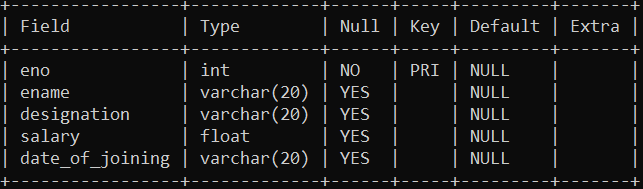 +-----------------+-------------+------+-----+---------+-------+
| Field           | Type        | Null | Key | Default | Extra |
+-----------------+-------------+------+-----+---------+-------+
| eno             | int         | NO   | PRI | NULL    |       |
| ename           | varchar(20) | YES  |     | NULL    |       |
| designation     | varchar(20) | YES  |     | NULL    |       |
| salary          | float       | YES  |     | NULL    |       |
| date_of_joining | varchar(20) | YES  |     | NULL    |       |
+-----------------+-------------+------+-----+---------+-------+